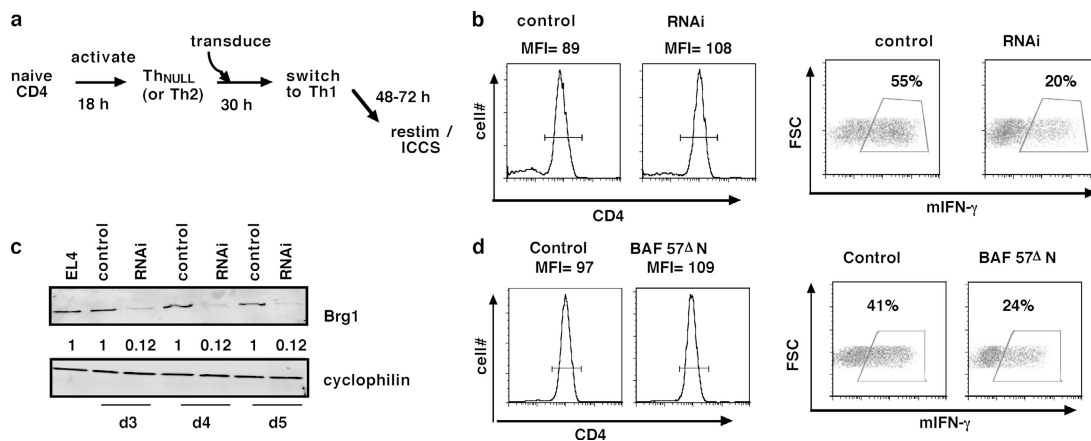 a
transduce
activate
naive
CD4
18 h
ThNULL
(or Th2)
30 h
switch
to Th1
48-72 h
restim /
ICCS
b
control
MFI= 89
RNAi
MFI= 108
cell#
CD4
control
RNAi
55%
20%
FSC
mIFN-γ
c
EL4
control
RNAi
control
RNAi
control
RNAi
Brg1
1 1 0.12 1 0.12 1 0.12
cyclophilin
d3 d4 d5
d
Control
MFI= 97
BAF 57Δ N
MFI= 109
cell#
CD4
Control
BAF 57Δ N
41%
24%
FSC
mIFN-γ